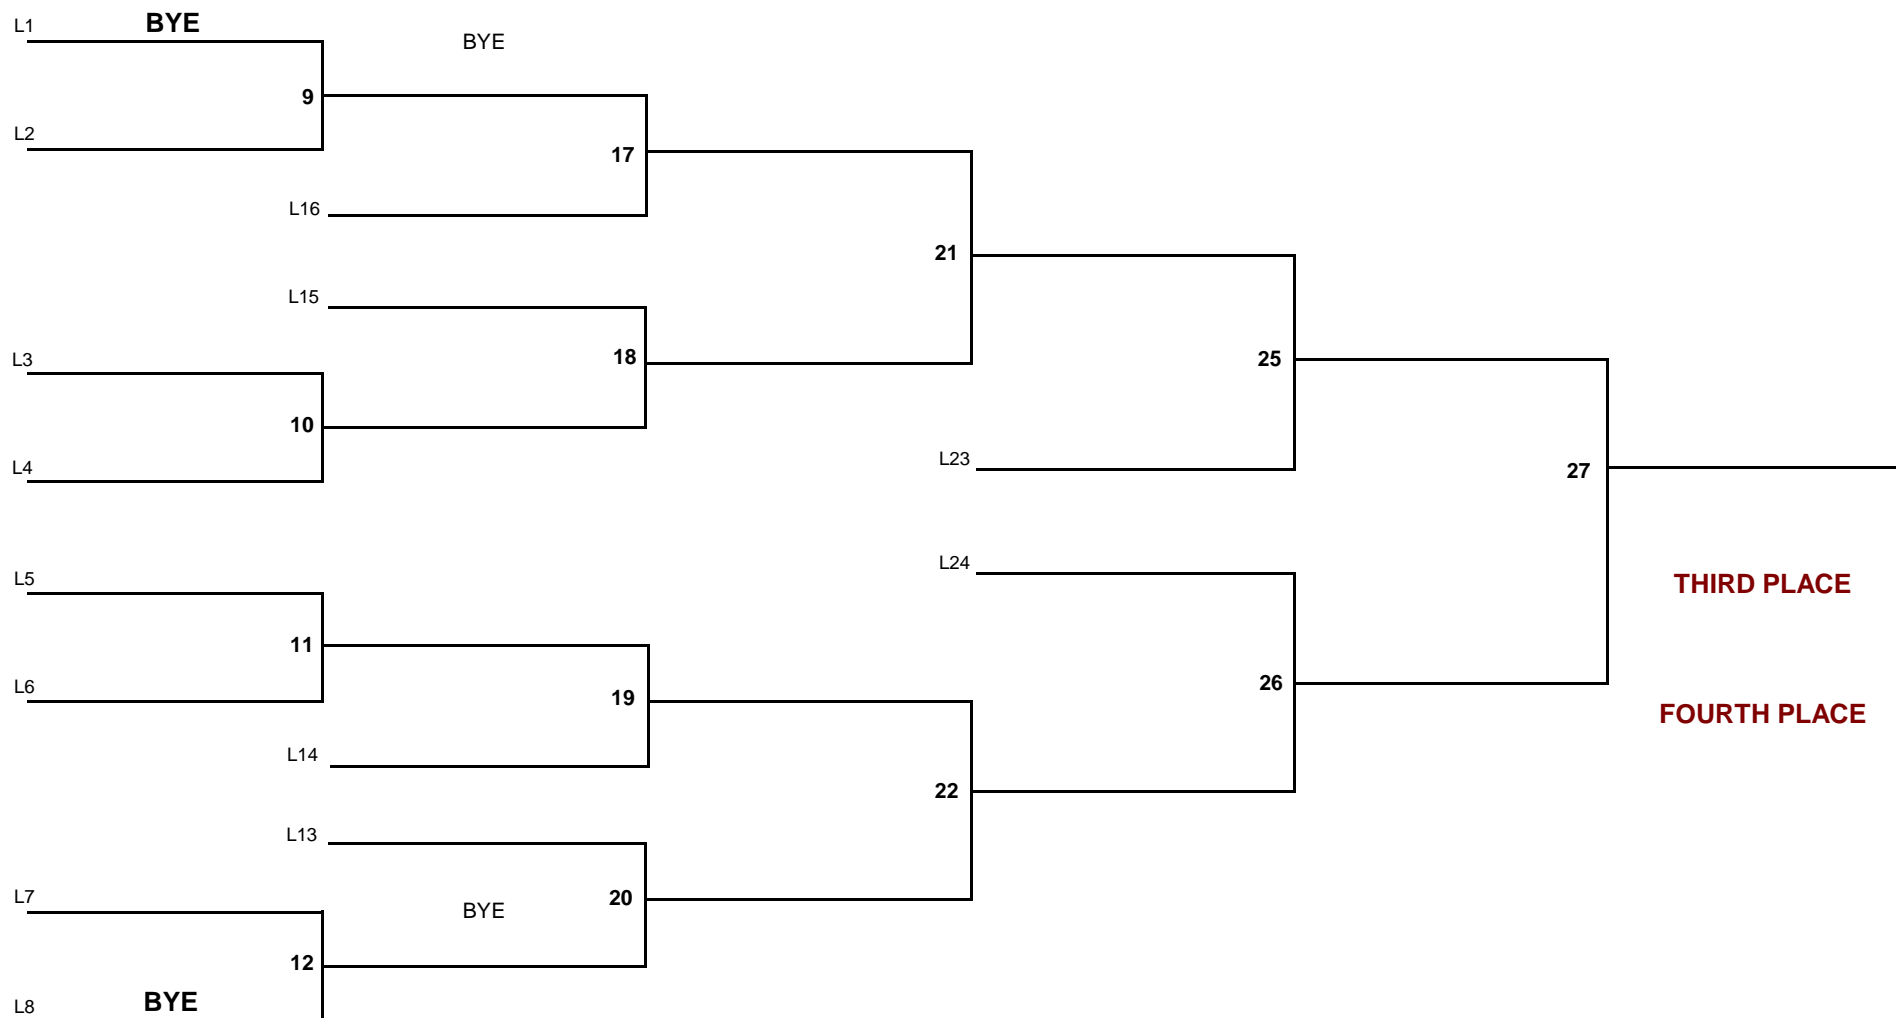 L1 BYE
BYE
9
L2
17
L16
21
L15
L3
18
25
10
L23
L4
27
L24
L5
THIRD PLACE
11
L6
26
19
FOURTH PLACE
L14
22
L13
L7
20
BYE
12
L8 BYE